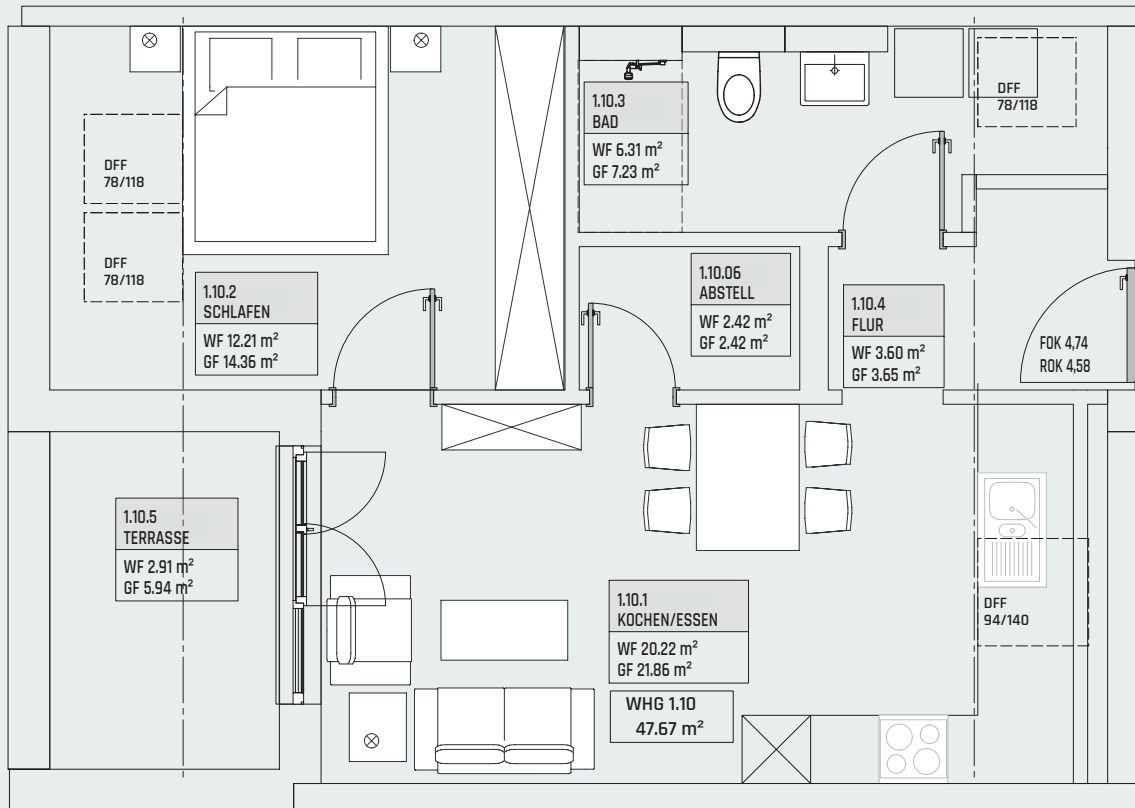 DFF
78/118
1.10.3
BAD
WF 6.31 m²
GF 7.23 m²
DFF
78/118
DFF
78/118
1.10.2
SCHLAFEN
WF 12.21 m²
GF 14.36 m²
1.10.06
ABSTELL
WF 2.42 m²
GF 2.42 m²
1.10.4
FLUR
WF 3.60 m²
GF 3.65 m²
FOK 4,74
ROK 4,58
1.10.5
TERRASSE
WF 2.91 m²
GF 5.94 m²
1.10.1
KOCHEN/ESSEN
WF 20.22 m²
GF 21.86 m²
DFF
94/140
WHG 1.10
47.67 m²